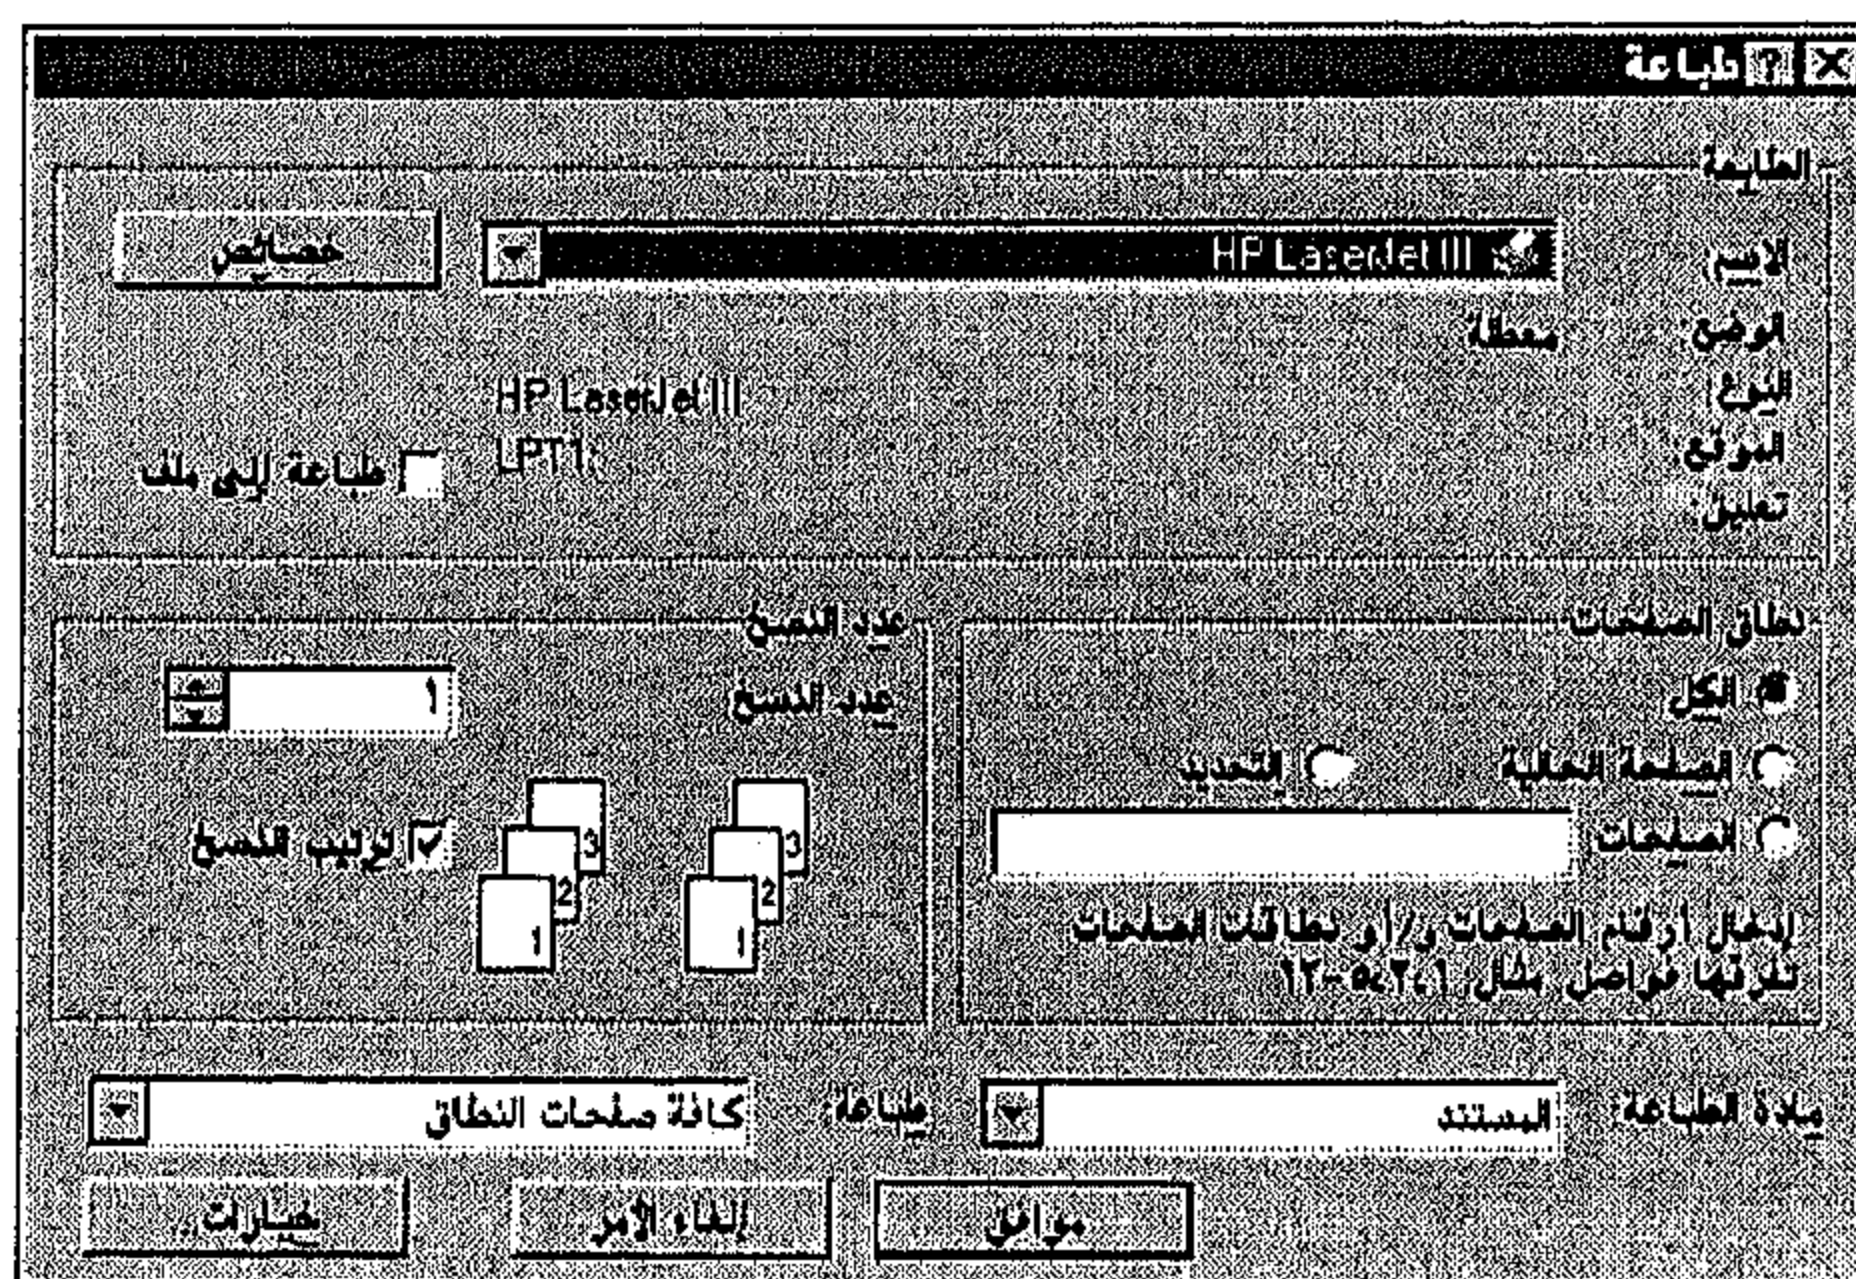 طباعة
الطابعة
الاسم: HP LaserJet III خصائص
الوضع: معطلة
النوع: HP LaserJet III
الموقع: LPT1: طباعة إلى ملف
تعليق:
نطاق الصفحات
الكل
الصفحة الحالية التحديد
الصفحات:
إدخال أرقام الصفحات و/أو نطاقات الصفحات
تفرقها فواصل. مثال: ١،٣،٥-١٢
عدد النسخ
عدد النسخ: ١
3 3
2 2
1 1
ترتيب النسخ
مادة الطباعة: المستند
طباعة: كافة صفحات النطاق
موافق إلغاء الأمر خيارات...